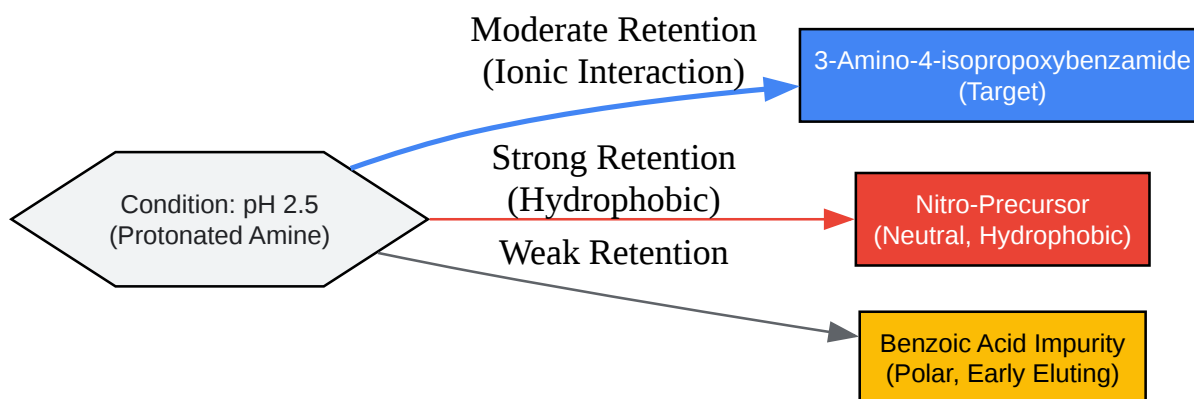 Moderate Retention
(Ionic Interaction)
3-Amino-4-isopropoxybenzamide
(Target)
Strong Retention
(Hydrophobic)
Condition: pH 2.5
(Protonated Amine)
Nitro-Precursor
(Neutral, Hydrophobic)
Weak Retention
Benzoic Acid Impurity
(Polar, Early Eluting)